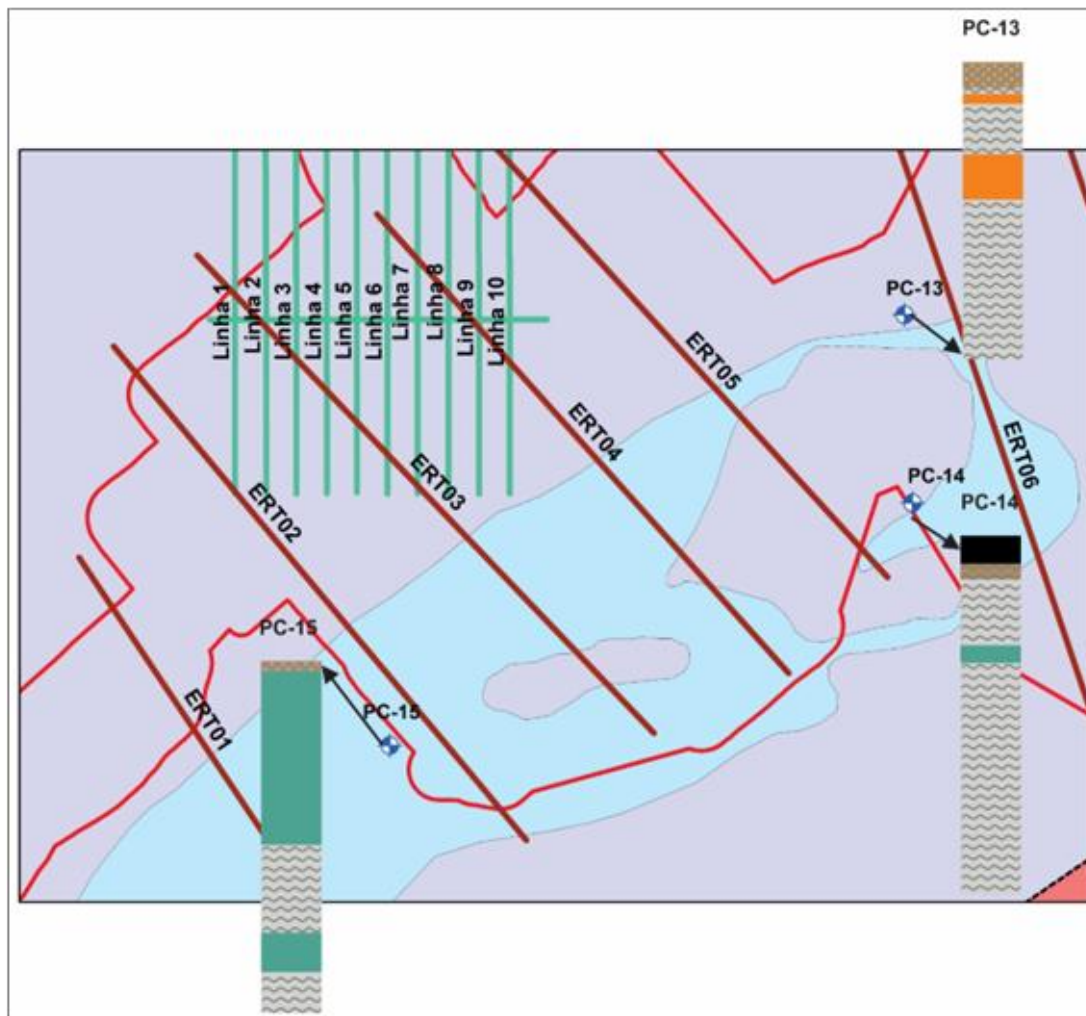 PC-13
Linha 1
Linha 2
Linha 3
Linha 4
Linha 5
Linha 6
Linha 7
Linha 8
Linha 9
Linha 10
PC-13
ERT05
ERT04
ERT06
ERT03
PC-14
PC-14
ERT02
PC-15
PC-15
ERT01